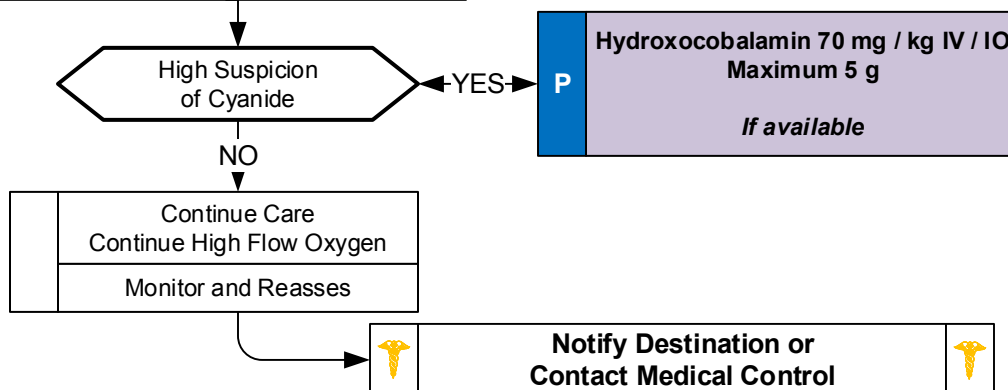 High Suspicion
of Cyanide
YES
P
Hydroxocobalamin 70 mg / kg IV / IO
Maximum 5 g
If available
NO
Continue Care
Continue High Flow Oxygen
Monitor and Reasses
Notify Destination or
Contact Medical Control